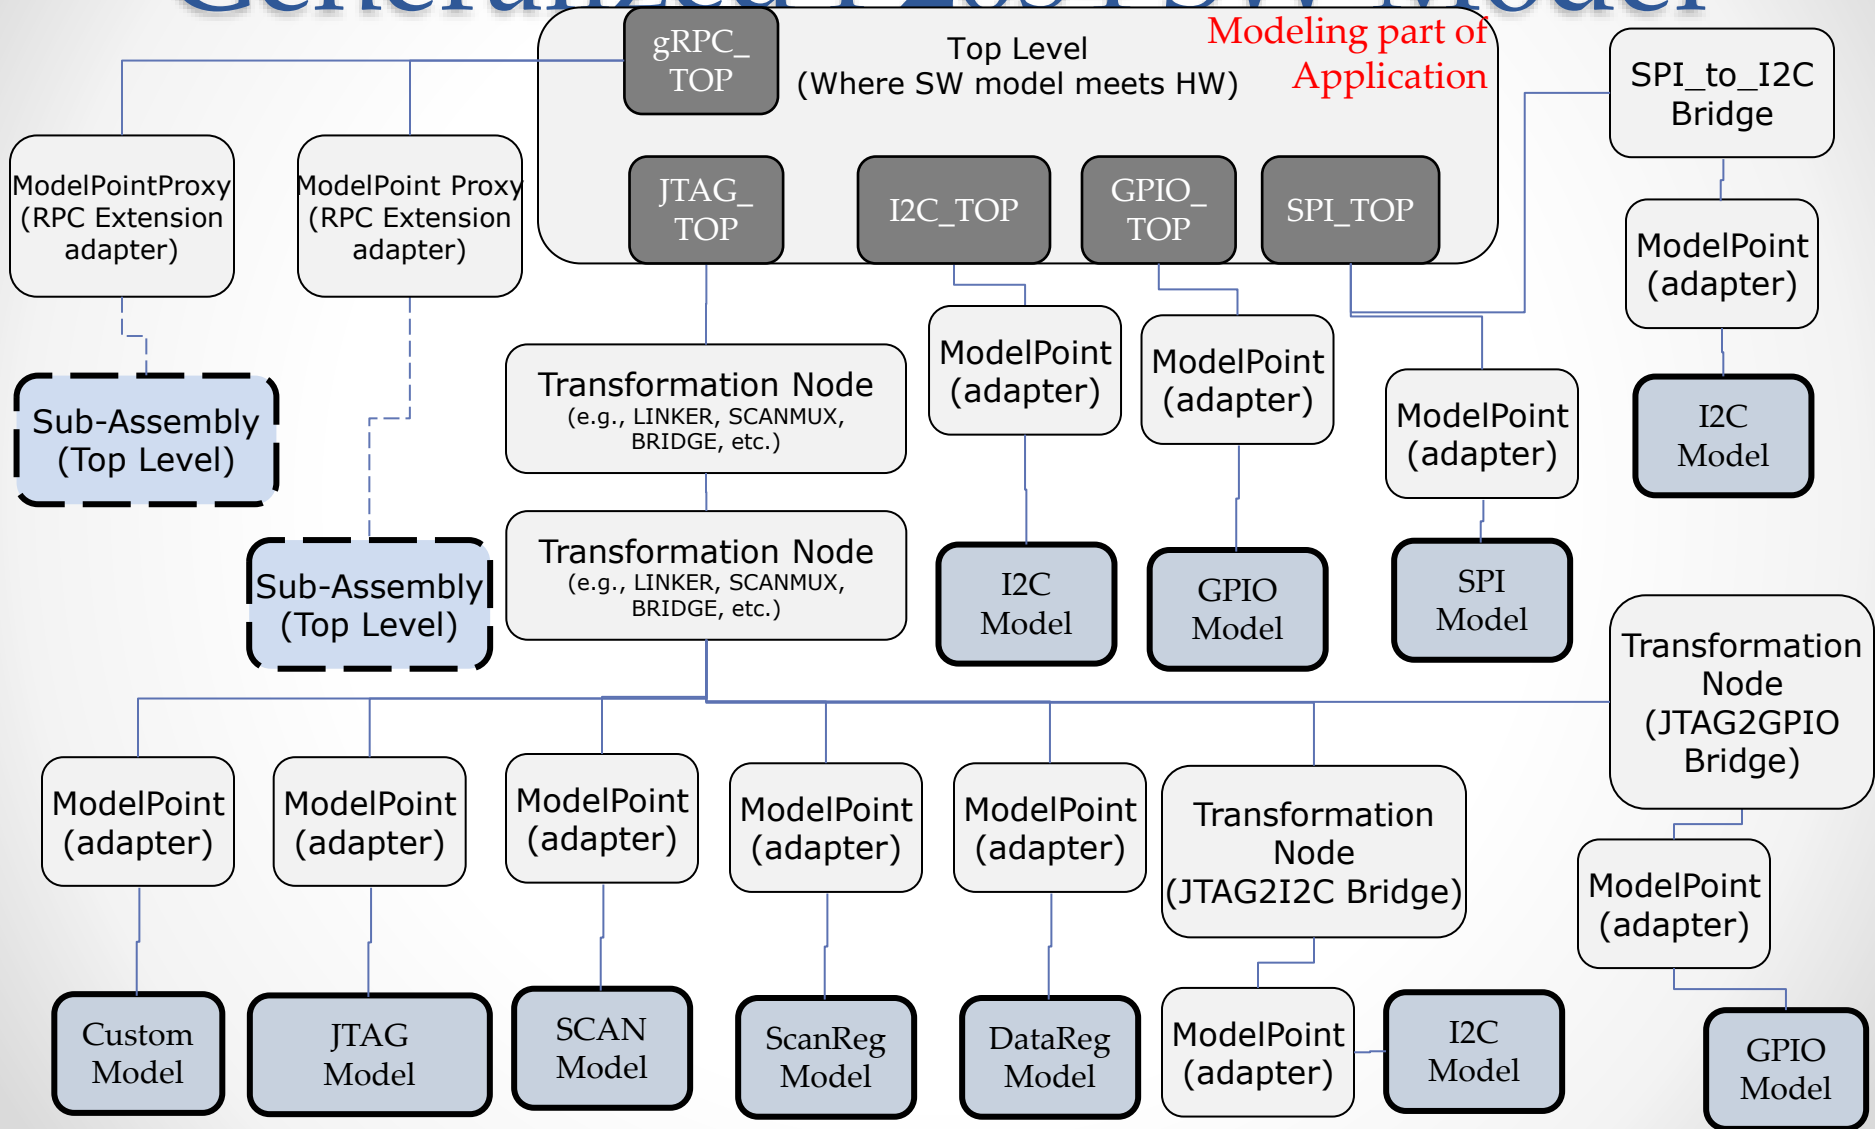 gRPC_
TOP
Top Level
(Where SW model meets HW)
Modeling part of
Application
SPI_to_I2C
Bridge
ModelPointProxy
(RPC Extension
adapter)
ModelPoint Proxy
(RPC Extension
adapter)
JTAG_
TOP
I2C_TOP
GPIO_
TOP
SPI_TOP
ModelPoint
(adapter)
ModelPoint
(adapter)
ModelPoint
(adapter)
Transformation Node
(e.g., LINKER, SCANMUX,
BRIDGE, etc.)
ModelPoint
(adapter)
I2C
Model
Sub-Assembly
(Top Level)
Transformation Node
(e.g., LINKER, SCANMUX,
BRIDGE, etc.)
Sub-Assembly
(Top Level)
I2C
Model
GPIO
Model
SPI
Model
Transformation
Node
(JTAG2GPIO
Bridge)
ModelPoint
(adapter)
ModelPoint
(adapter)
ModelPoint
(adapter)
ModelPoint
(adapter)
ModelPoint
(adapter)
Transformation
Node
(JTAG2I2C Bridge)
ModelPoint
(adapter)
Custom
Model
JTAG
Model
SCAN
Model
ScanReg
Model
DataReg
Model
ModelPoint
(adapter)
I2C
Model
GPIO
Model